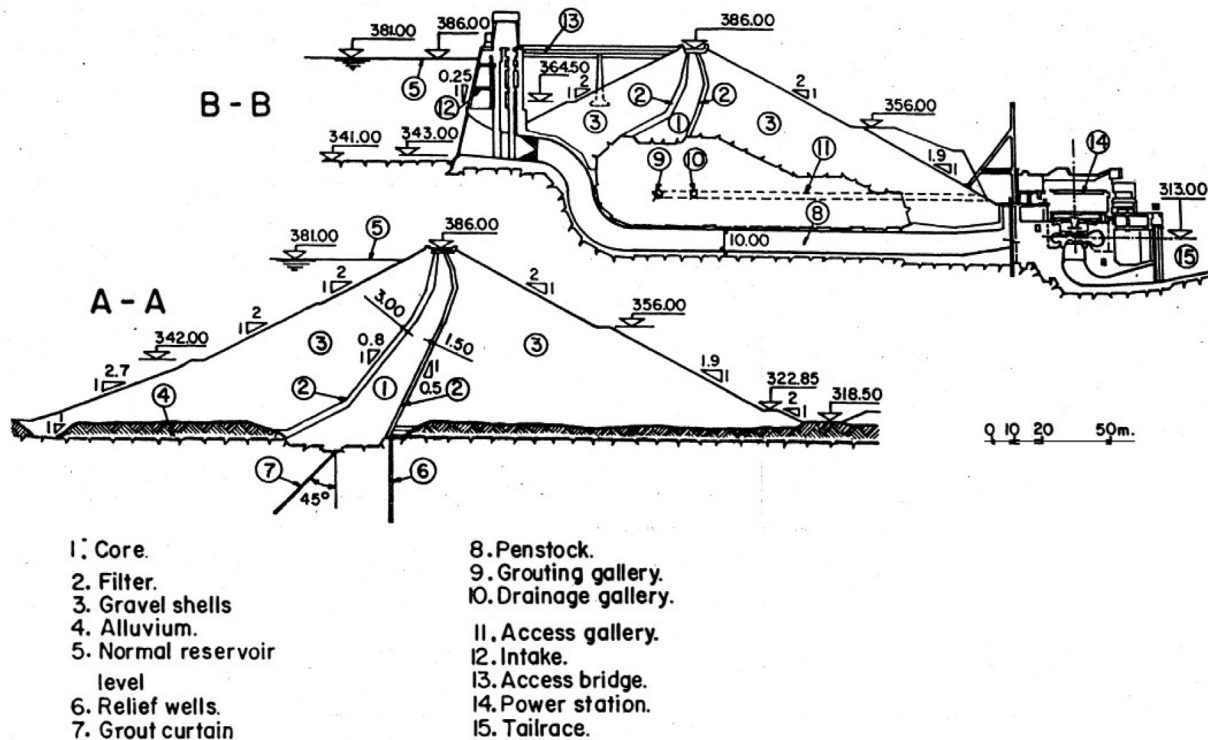 386.00
381.00 386.00 13
5 0.25 364.50 2 1
B - B 12 2 2 2 1
3 1 3 356.00
341.00 343.00 11 14
9 10 1.9 1 313.00
8
386.00
381.00 5 10.00 15
2 1 2 1
A - A 2 1 3.00 356.00
342.00 3 0.8 1 1.50 3
2.7 1 2 1 1 0.5 2 1.9 1 322.85
4 2 1 318.50
1 1
0 10 20 50m.
7 6
45°
1. Core.
2. Filter.
3. Gravel shells
4. Alluvium.
5. Normal reservoir
level
6. Relief wells.
7. Grout curtain
8. Penstock.
9. Grouting gallery.
10. Drainage gallery.
11. Access gallery.
12. Intake.
13. Access bridge.
14. Power station.
15. Tailrace.